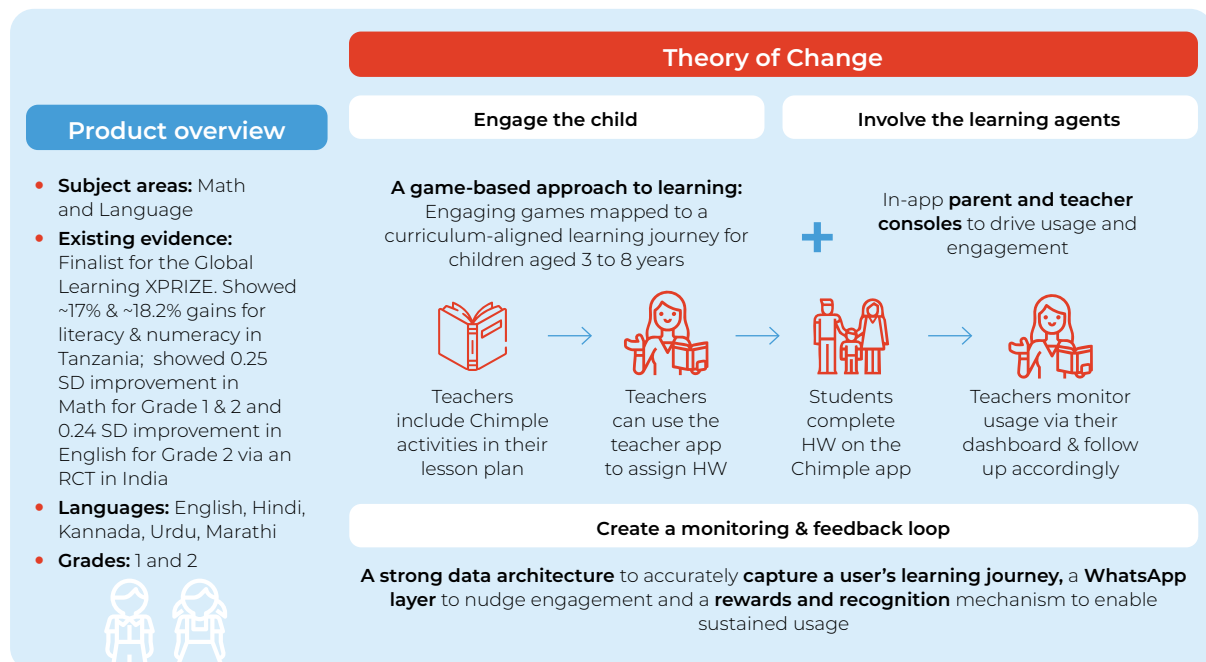 Theory of Change
Product overview
Engage the child
Involve the learning agents
• Subject areas: Math
and Language
• Existing evidence:
Finalist for the Global
Learning XPRIZE. Showed
~17% & ~18.2% gains for
literacy & numeracy in
Tanzania; showed 0.25
SD improvement in
Math for Grade 1 & 2 and
0.24 SD improvement in
English for Grade 2 via an
RCT in India
• Languages: English, Hindi,
Kannada, Urdu, Marathi
• Grades: 1 and 2
A game-based approach to learning:
Engaging games mapped to a
curriculum-aligned learning journey for
children aged 3 to 8 years
+
In-app parent and teacher
consoles to drive usage and
engagement
Teachers
include Chimple
activities in their
lesson plan
Teachers
can use the
teacher app
to assign HW
Students
complete
HW on the
Chimple app
Teachers monitor
usage via their
dashboard & follow
up accordingly
Create a monitoring & feedback loop
A strong data architecture to accurately capture a user's learning journey, a WhatsApp
layer to nudge engagement and a rewards and recognition mechanism to enable
sustained usage